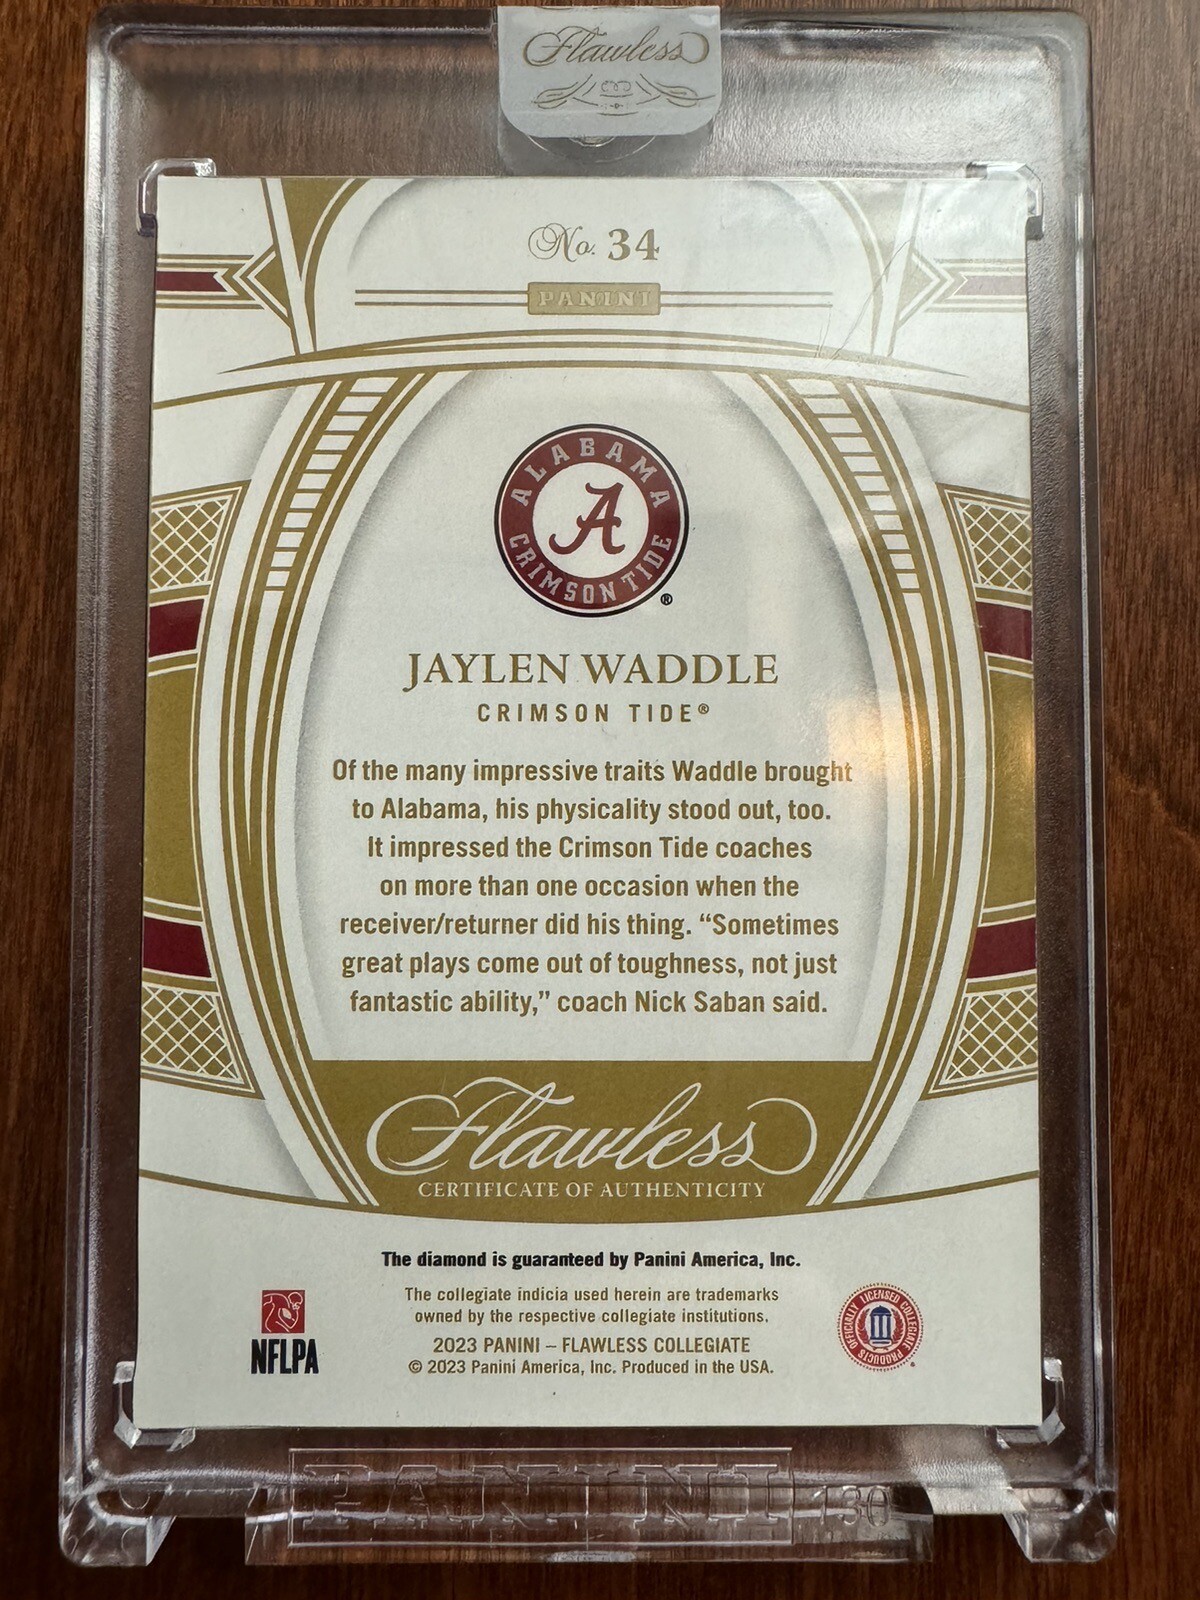 Flawless
No. 34
PANINI
ALABAMA
A
CRIMSON TIDE
®
JAYLEN WADDLE
CRIMSON TIDE®
Of the many impressive traits Waddle brought
to Alabama, his physicality stood out, too.
It impressed the Crimson Tide coaches
on more than one occasion when the
receiver/returner did his thing. “Sometimes
great plays come out of toughness, not just
fantastic ability,” coach Nick Saban said.
Flawless
CERTIFICATE OF AUTHENTICITY
The diamond is guaranteed by Panini America, Inc.
The collegiate indicia used herein are trademarks
owned by the respective collegiate institutions.
2023 PANINI – FLAWLESS COLLEGIATE
© 2023 Panini America, Inc. Produced in the USA.
NFLPA
OFFICIALLY LICENSED COLLEGIATE PRODUCTS
PANINI 130